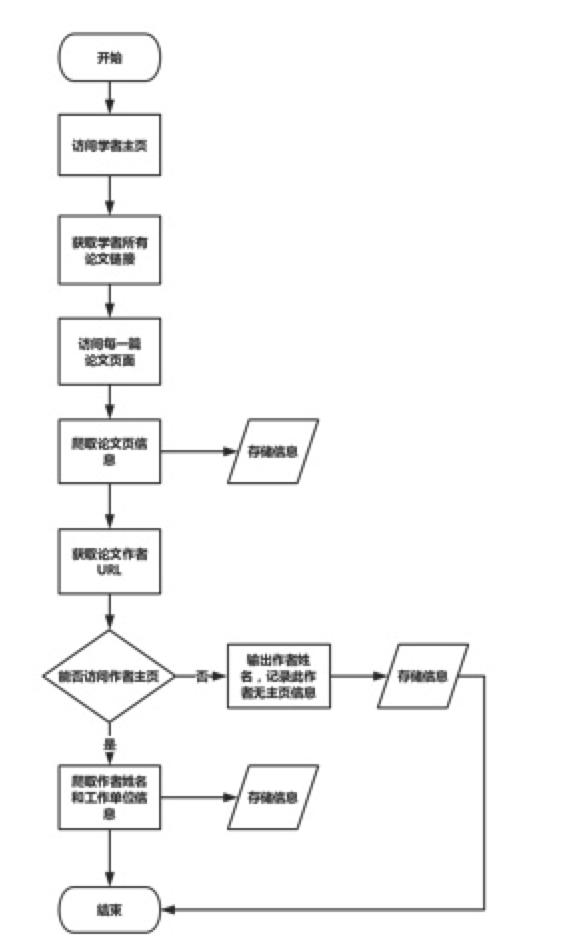 开始
访问学者主页
获取学者所有
论文链接
访问每一篇
论文页面
爬取论文页信
息
存储信息
获取论文作者
URL
能否访问作者主页
否
输出作者姓
名，记录此作
者无主页信息
存储信息
是
爬取作者姓名
和工作单位信
息
存储信息
结束